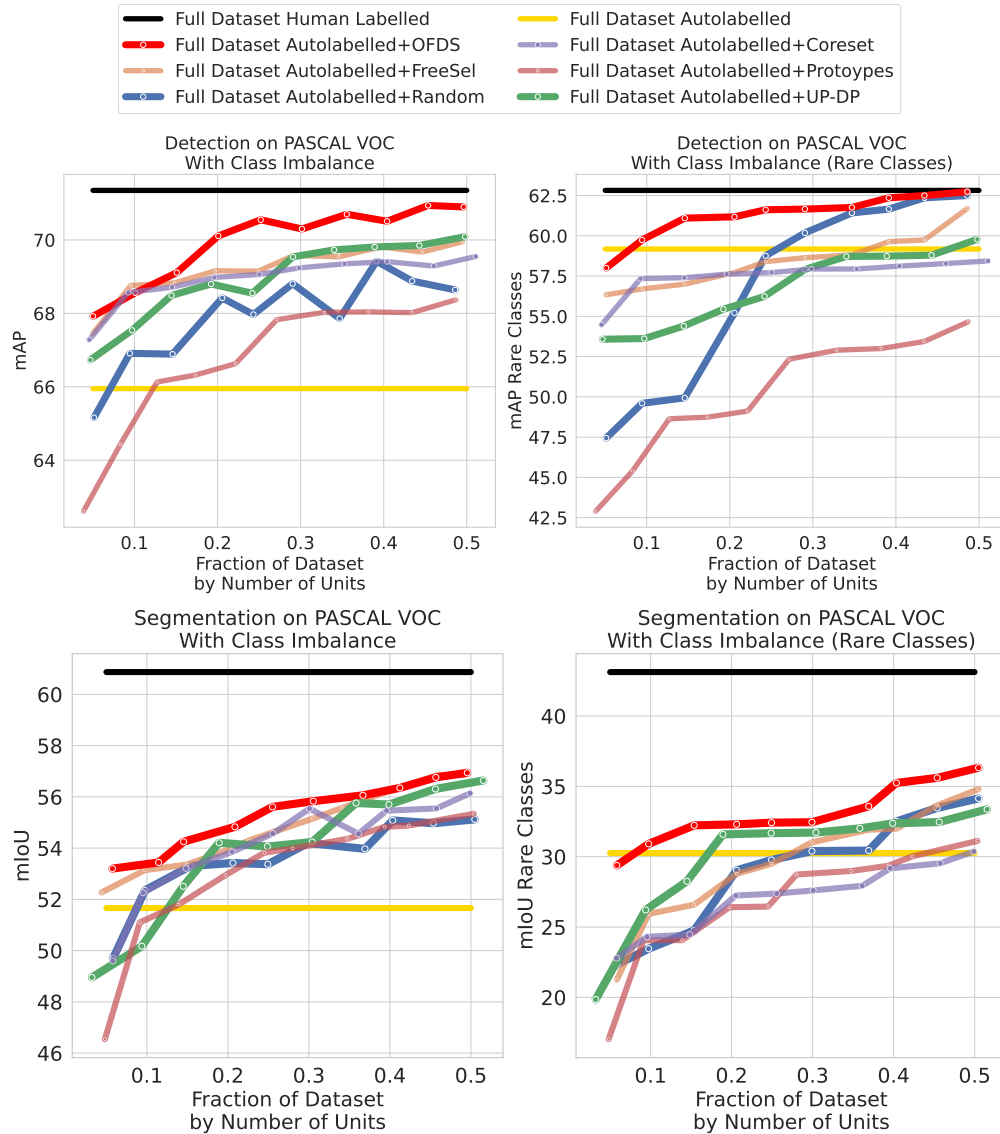 Full Dataset Human Labelled
Full Dataset Autolabelled+OFDS
Full Dataset Autolabelled+FreeSel
Full Dataset Autolabelled+Random
Full Dataset Autolabelled
Full Dataset Autolabelled+Coreset
Full Dataset Autolabelled+Protoypes
Full Dataset Autolabelled+UP-DP
Detection on PASCAL VOC
With Class Imbalance
mAP
70
68
66
64
0.1 0.2 0.3 0.4 0.5
Fraction of Dataset
by Number of Units
Detection on PASCAL VOC
With Class Imbalance (Rare Classes)
mAP Rare Classes
62.5
60.0
57.5
55.0
52.5
50.0
47.5
45.0
42.5
0.1 0.2 0.3 0.4 0.5
Fraction of Dataset
by Number of Units
Segmentation on PASCAL VOC
With Class Imbalance
mIoU
60
58
56
54
52
50
48
46
0.1 0.2 0.3 0.4 0.5
Fraction of Dataset
by Number of Units
Segmentation on PASCAL VOC
With Class Imbalance (Rare Classes)
mIoU Rare Classes
40
35
30
25
20
0.1 0.2 0.3 0.4 0.5
Fraction of Dataset
by Number of Units